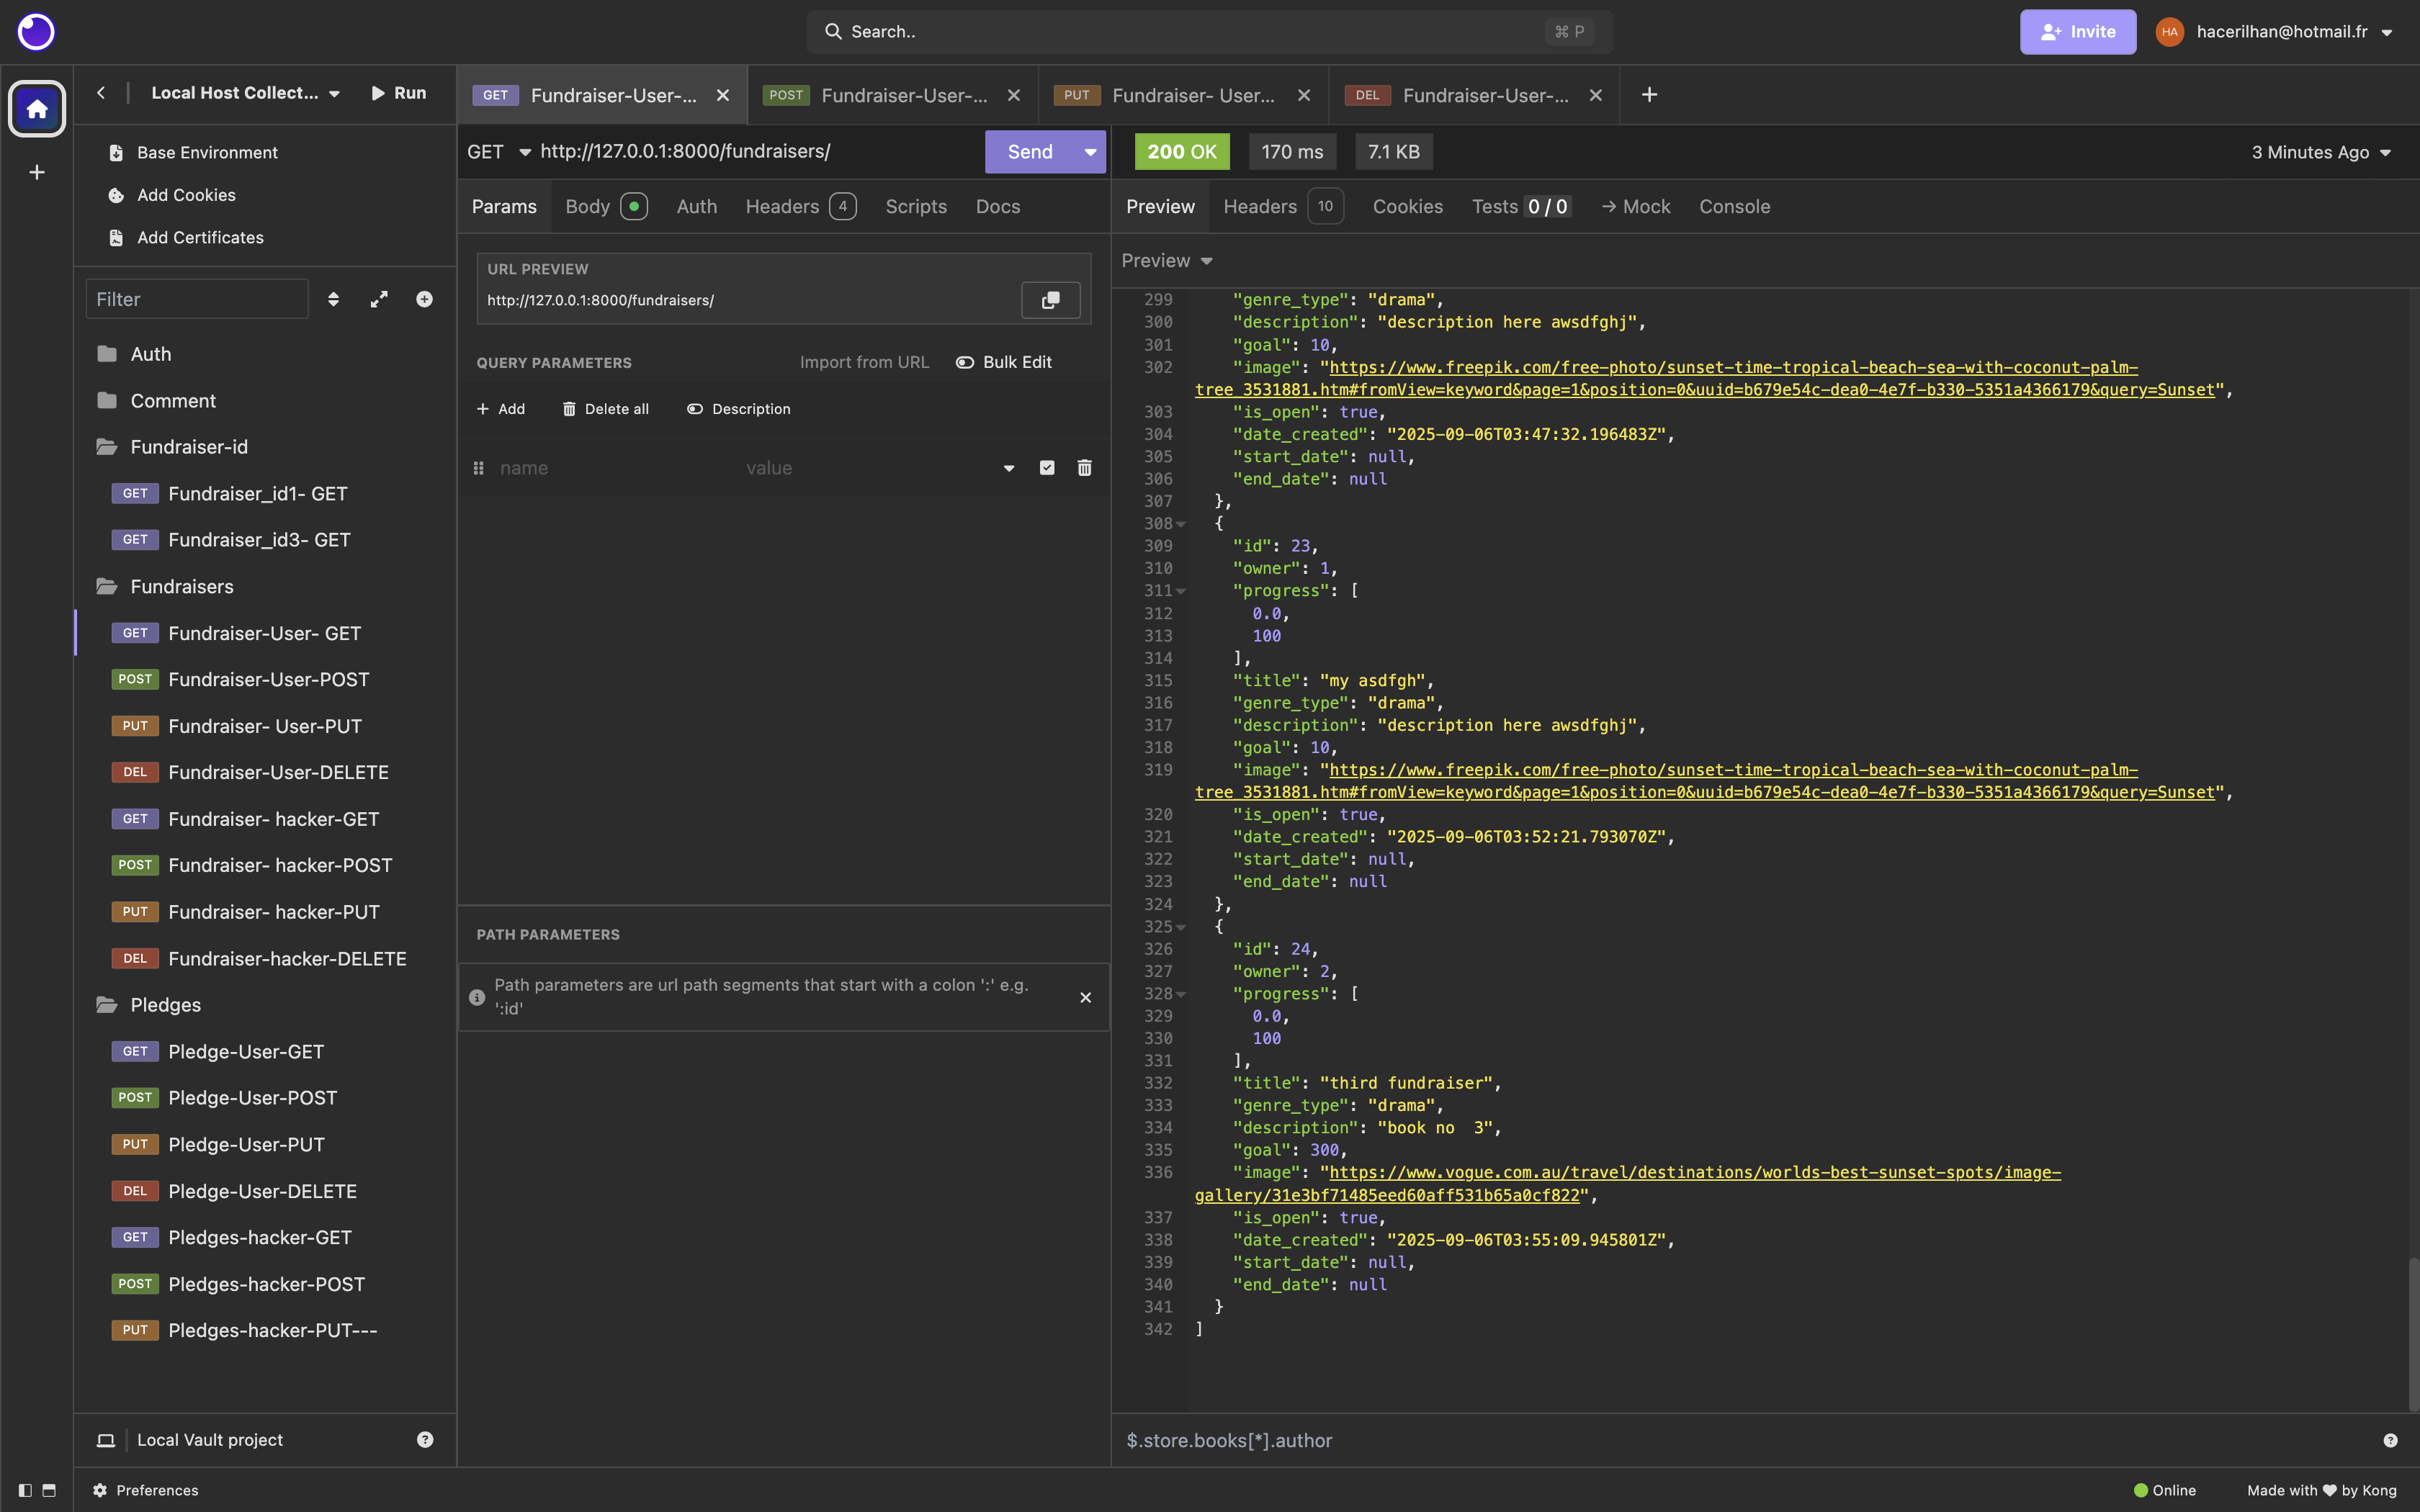 Search..
⌘ P
Invite
HA
hacerilhan@hotmail.fr
Local Host Collect...
Run
GET Fundraiser-User-...
POST Fundraiser-User-...
PUT Fundraiser- User...
DEL Fundraiser-User-...
Base Environment
Add Cookies
Add Certificates
Filter
Auth
Comment
Fundraiser-id
GET Fundraiser_id1- GET
GET Fundraiser_id3- GET
Fundraisers
GET Fundraiser-User- GET
POST Fundraiser-User-POST
PUT Fundraiser- User-PUT
DEL Fundraiser-User-DELETE
GET Fundraiser- hacker-GET
POST Fundraiser- hacker-POST
PUT Fundraiser- hacker-PUT
DEL Fundraiser-hacker-DELETE
Pledges
GET Pledge-User-GET
POST Pledge-User-POST
PUT Pledge-User-PUT
DEL Pledge-User-DELETE
GET Pledges-hacker-GET
POST Pledges-hacker-POST
PUT Pledges-hacker-PUT---
Local Vault project
GET http://127.0.0.1:8000/fundraisers/
Send
Params Body Auth Headers 4 Scripts Docs
URL PREVIEW
http://127.0.0.1:8000/fundraisers/
QUERY PARAMETERS Import from URL Bulk Edit
Add Delete all Description
name value
PATH PARAMETERS
Path parameters are url path segments that start with a colon ':' e.g.
':id'
200 OK 170 ms 7.1 KB 3 Minutes Ago
Preview Headers 10 Cookies Tests 0 / 0 → Mock Console
Preview
299 "genre_type": "drama",
300 "description": "description here awsdfghj",
301 "goal": 10,
302 "image": "https://www.freepik.com/free-photo/sunset-time-tropical-beach-sea-with-coconut-palm-
tree_3531881.htm#fromView=keyword&page=1&position=0&uuid=b679e54c-dea0-4e7f-b330-5351a4366179&query=Sunset",
303 "is_open": true,
304 "date_created": "2025-09-06T03:47:32.196483Z",
305 "start_date": null,
306 "end_date": null
307 },
308 {
309 "id": 23,
310 "owner": 1,
311 "progress": [
312 0.0,
313 100
314 ],
315 "title": "my asdfgh",
316 "genre_type": "drama",
317 "description": "description here awsdfghj",
318 "goal": 10,
319 "image": "https://www.freepik.com/free-photo/sunset-time-tropical-beach-sea-with-coconut-palm-
tree_3531881.htm#fromView=keyword&page=1&position=0&uuid=b679e54c-dea0-4e7f-b330-5351a4366179&query=Sunset",
320 "is_open": true,
321 "date_created": "2025-09-06T03:52:21.793070Z",
322 "start_date": null,
323 "end_date": null
324 },
325 {
326 "id": 24,
327 "owner": 2,
328 "progress": [
329 0.0,
330 100
331 ],
332 "title": "third fundraiser",
333 "genre_type": "drama",
334 "description": "book no  3",
335 "goal": 300,
336 "image": "https://www.vogue.com.au/travel/destinations/worlds-best-sunset-spots/image-
gallery/31e3bf71485eed60aff531b65a0cf822",
337 "is_open": true,
338 "date_created": "2025-09-06T03:55:09.945801Z",
339 "start_date": null,
340 "end_date": null
341 }
342 ]
$.store.books[*].author
Preferences
Online
Made with ♥ by Kong